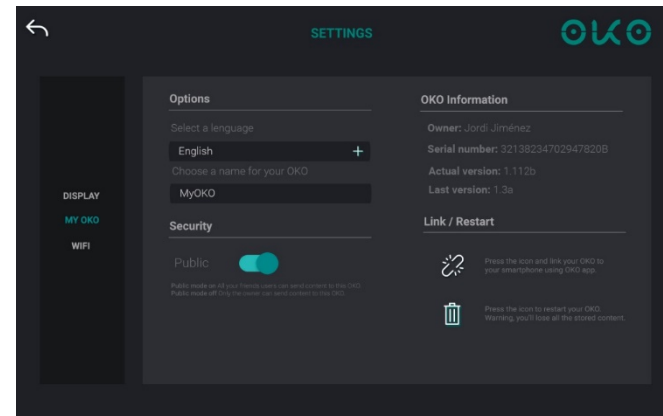 SETTINGS
OKO
DISPLAY
MY OKO
WIFI
Options
Select a lenguage
English +
Choose a name for your OKO
MyOKO
Security
Public
Public mode on All your friends users can send content to this OKO.
Public mode off Only the owner can send content to this OKO.
OKO Information
Owner: Jordi Jiménez
Serial number: 32138234702947820B
Actual version: 1.112b
Last version: 1.3a
Link / Restart
Press the icon and link your OKO to
your smartphone using OKO app.
Press the icon to restart your OKO.
Warning, you'll lose all the stored content.